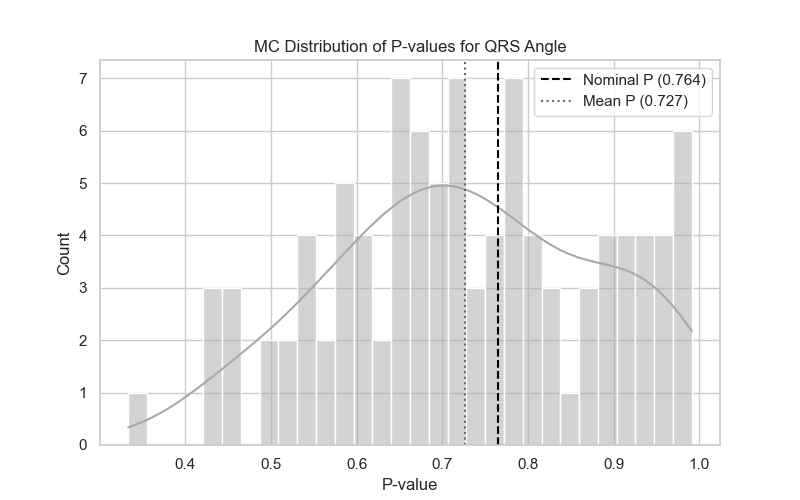 MC Distribution of P-values for QRS Angle
Nominal P (0.764)
Mean P (0.727)
Count
7
6
5
4
3
2
1
0
0.4 0.5 0.6 0.7 0.8 0.9 1.0
P-value